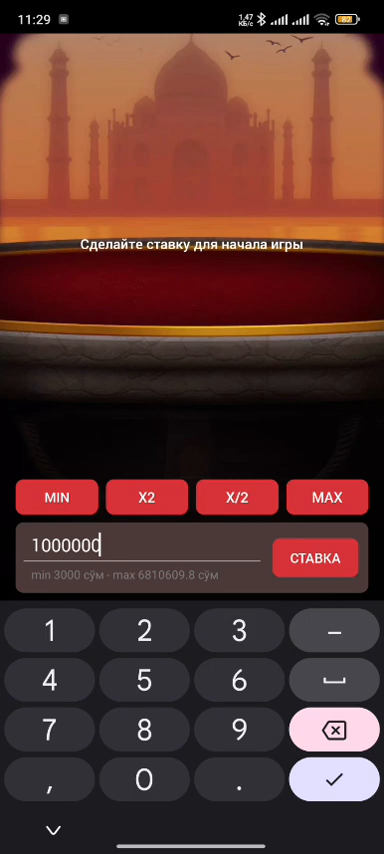 11:29
1,47
КБ/с
82
Сделайте ставку для начала игры
MIN X2 X/2 MAX
1000000
СТАВКА
min 3000 сўм - max 6810609.8 сўм
1 2 3 –
4 5 6
7 8 9
, 0 .